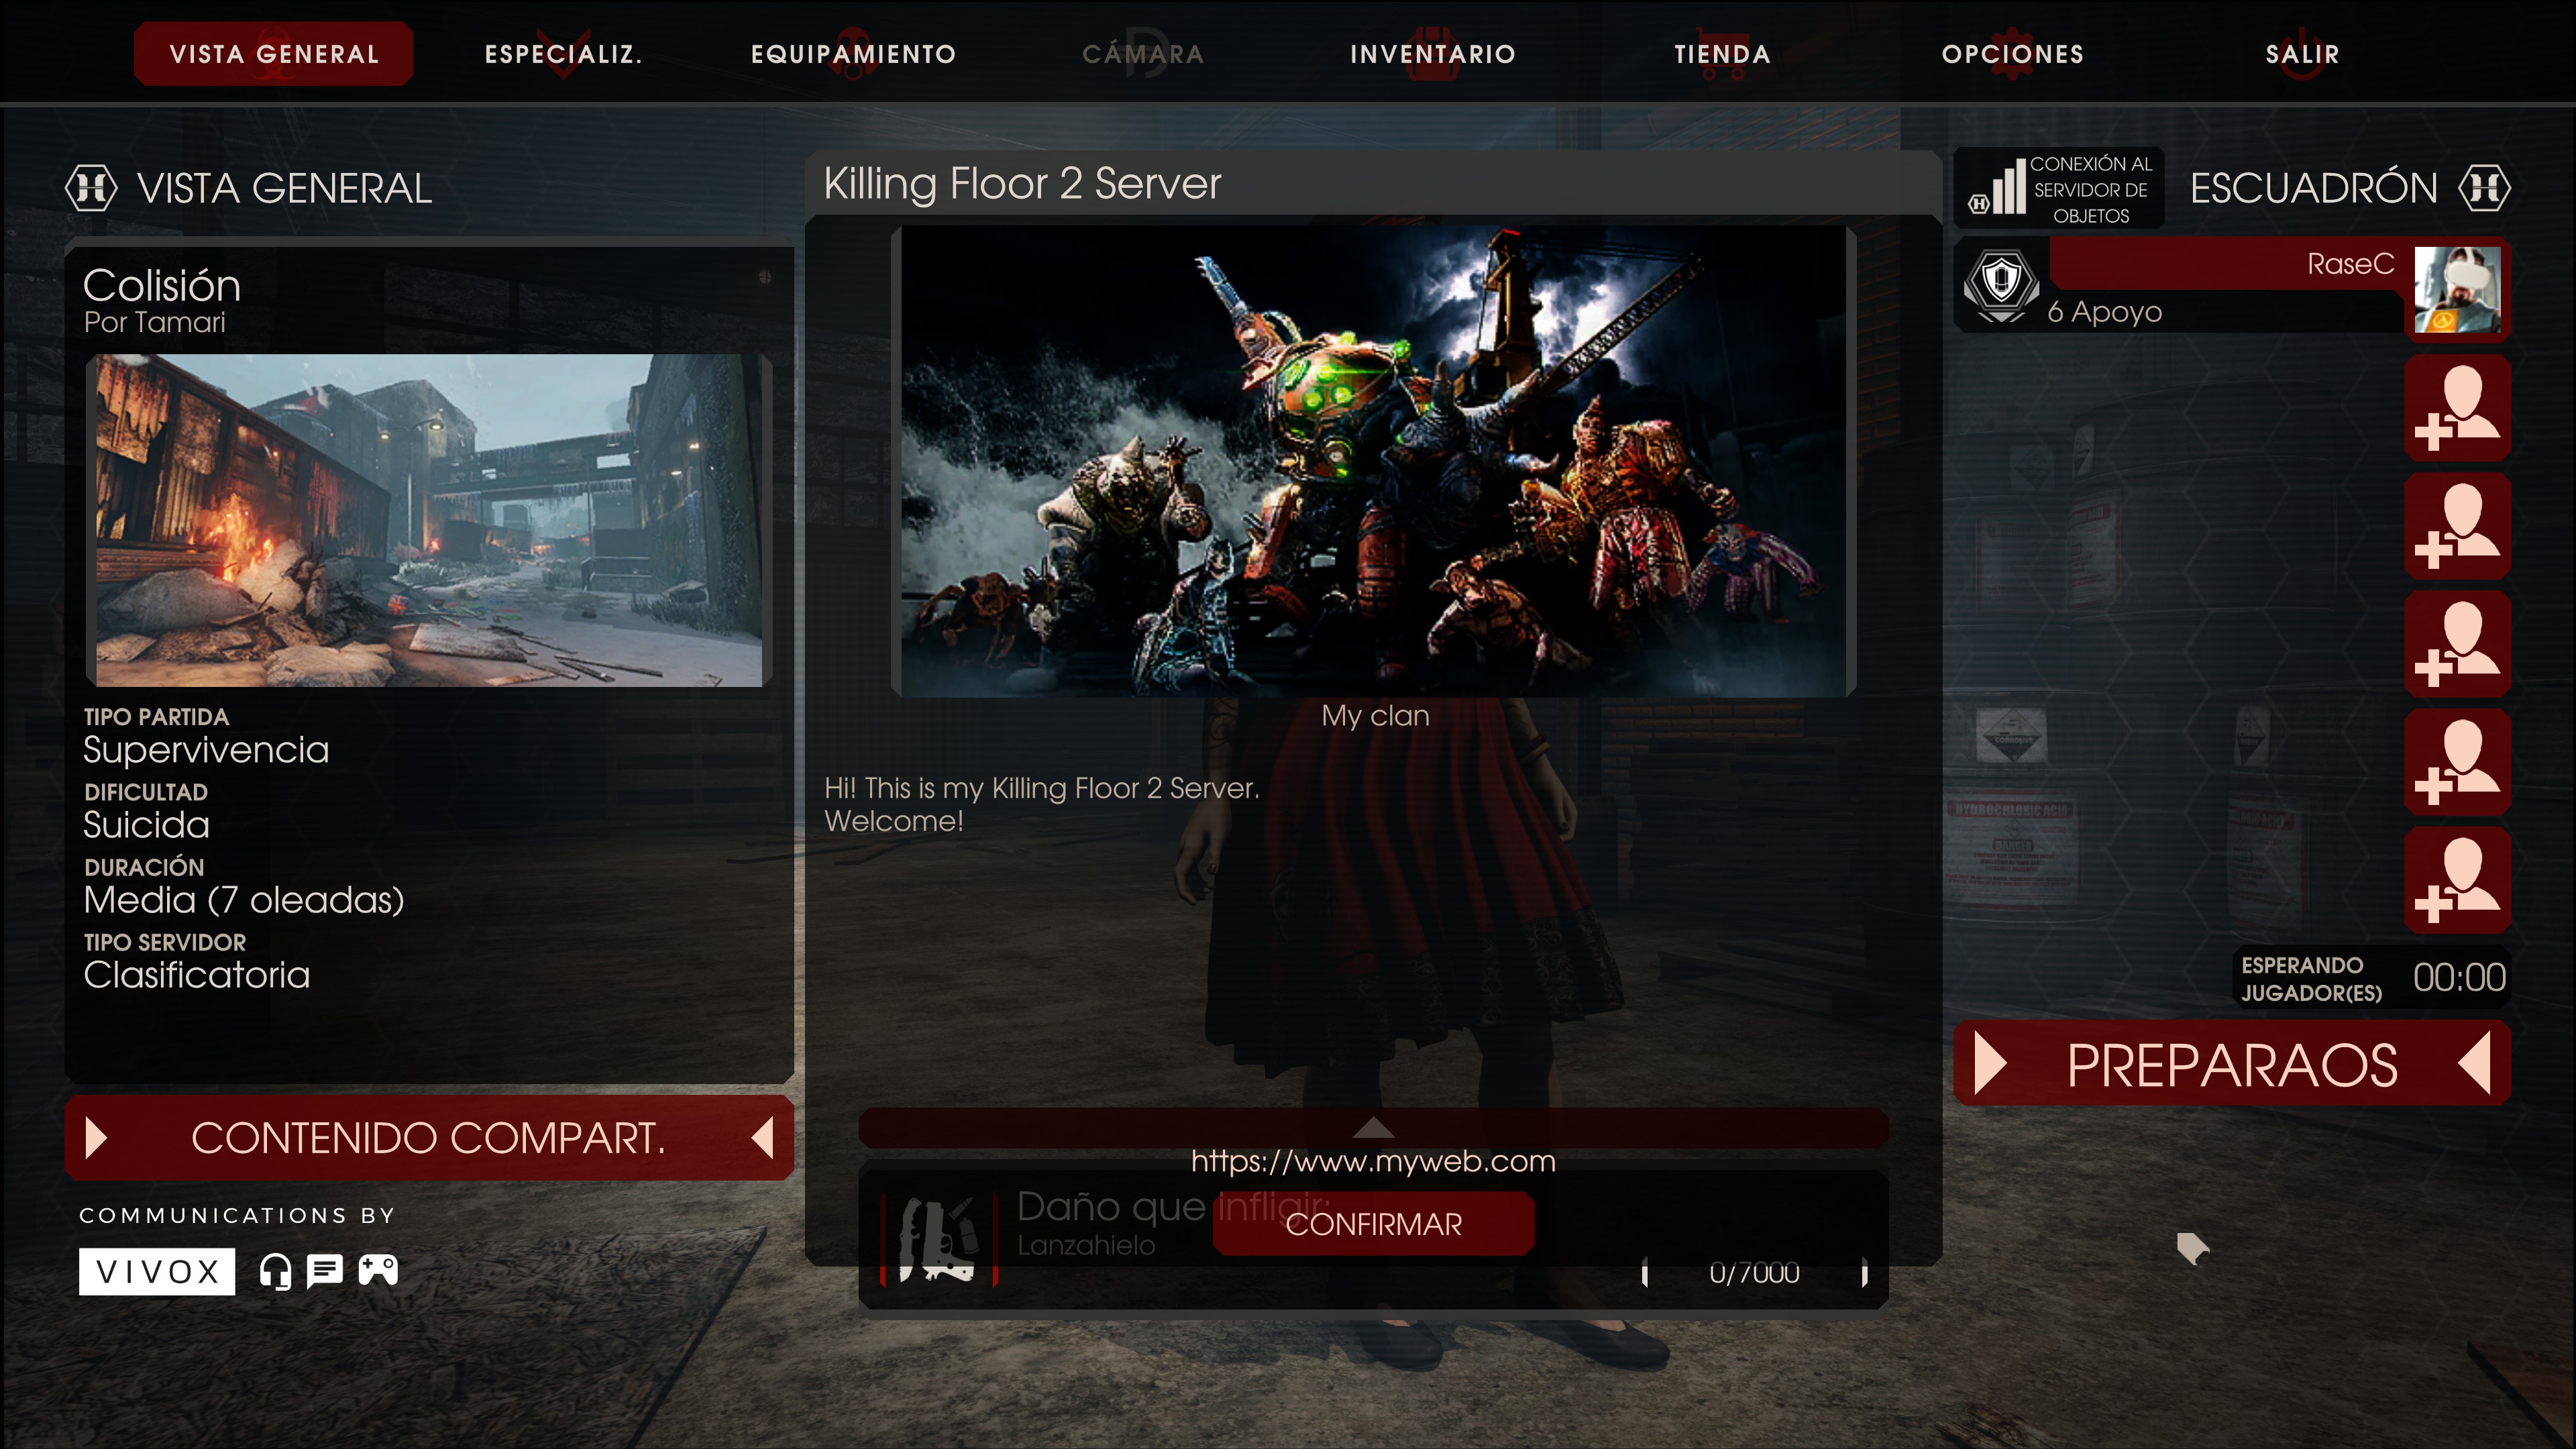 VISTA GENERAL
ESPECIALIZ.
EQUIPAMIENTO
CÁMARA
INVENTARIO
TIENDA
OPCIONES
SALIR
VISTA GENERAL
Colisión
Por Tamari
TIPO PARTIDA
Supervivencia
DIFICULTAD
Suicida
DURACIÓN
Media (7 oleadas)
TIPO SERVIDOR
Clasificatoria
CONTENIDO COMPART.
COMMUNICATIONS BY
VIVOX
Killing Floor 2 Server
My clan
Hi! This is my Killing Floor 2 Server.
Welcome!
https://www.myweb.com
Daño que infligir:
Lanzahielo
CONFIRMAR
0/7000
CONEXIÓN AL
SERVIDOR DE
OBJETOS
ESCUADRÓN
RaseC
6 Apoyo
HYDROCHLORIC ACID
DANGER
ESPERANDO
JUGADOR(ES)
00:00
PREPARAOS